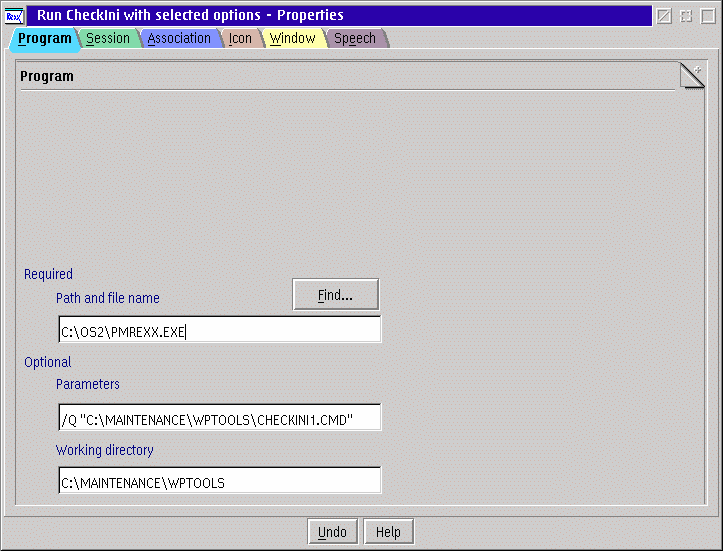 Rexx
Run CheckIni with selected options - Properties
Program Session Association Icon Window Speech
Program
Required
Path and file name
Find...
C:\OS2\PMREXX.EXE
Optional
Parameters
/Q "C:\MAINTENANCE\WPTOOLS\CHECKINI1.CMD"
Working directory
C:\MAINTENANCE\WPTOOLS
Undo Help